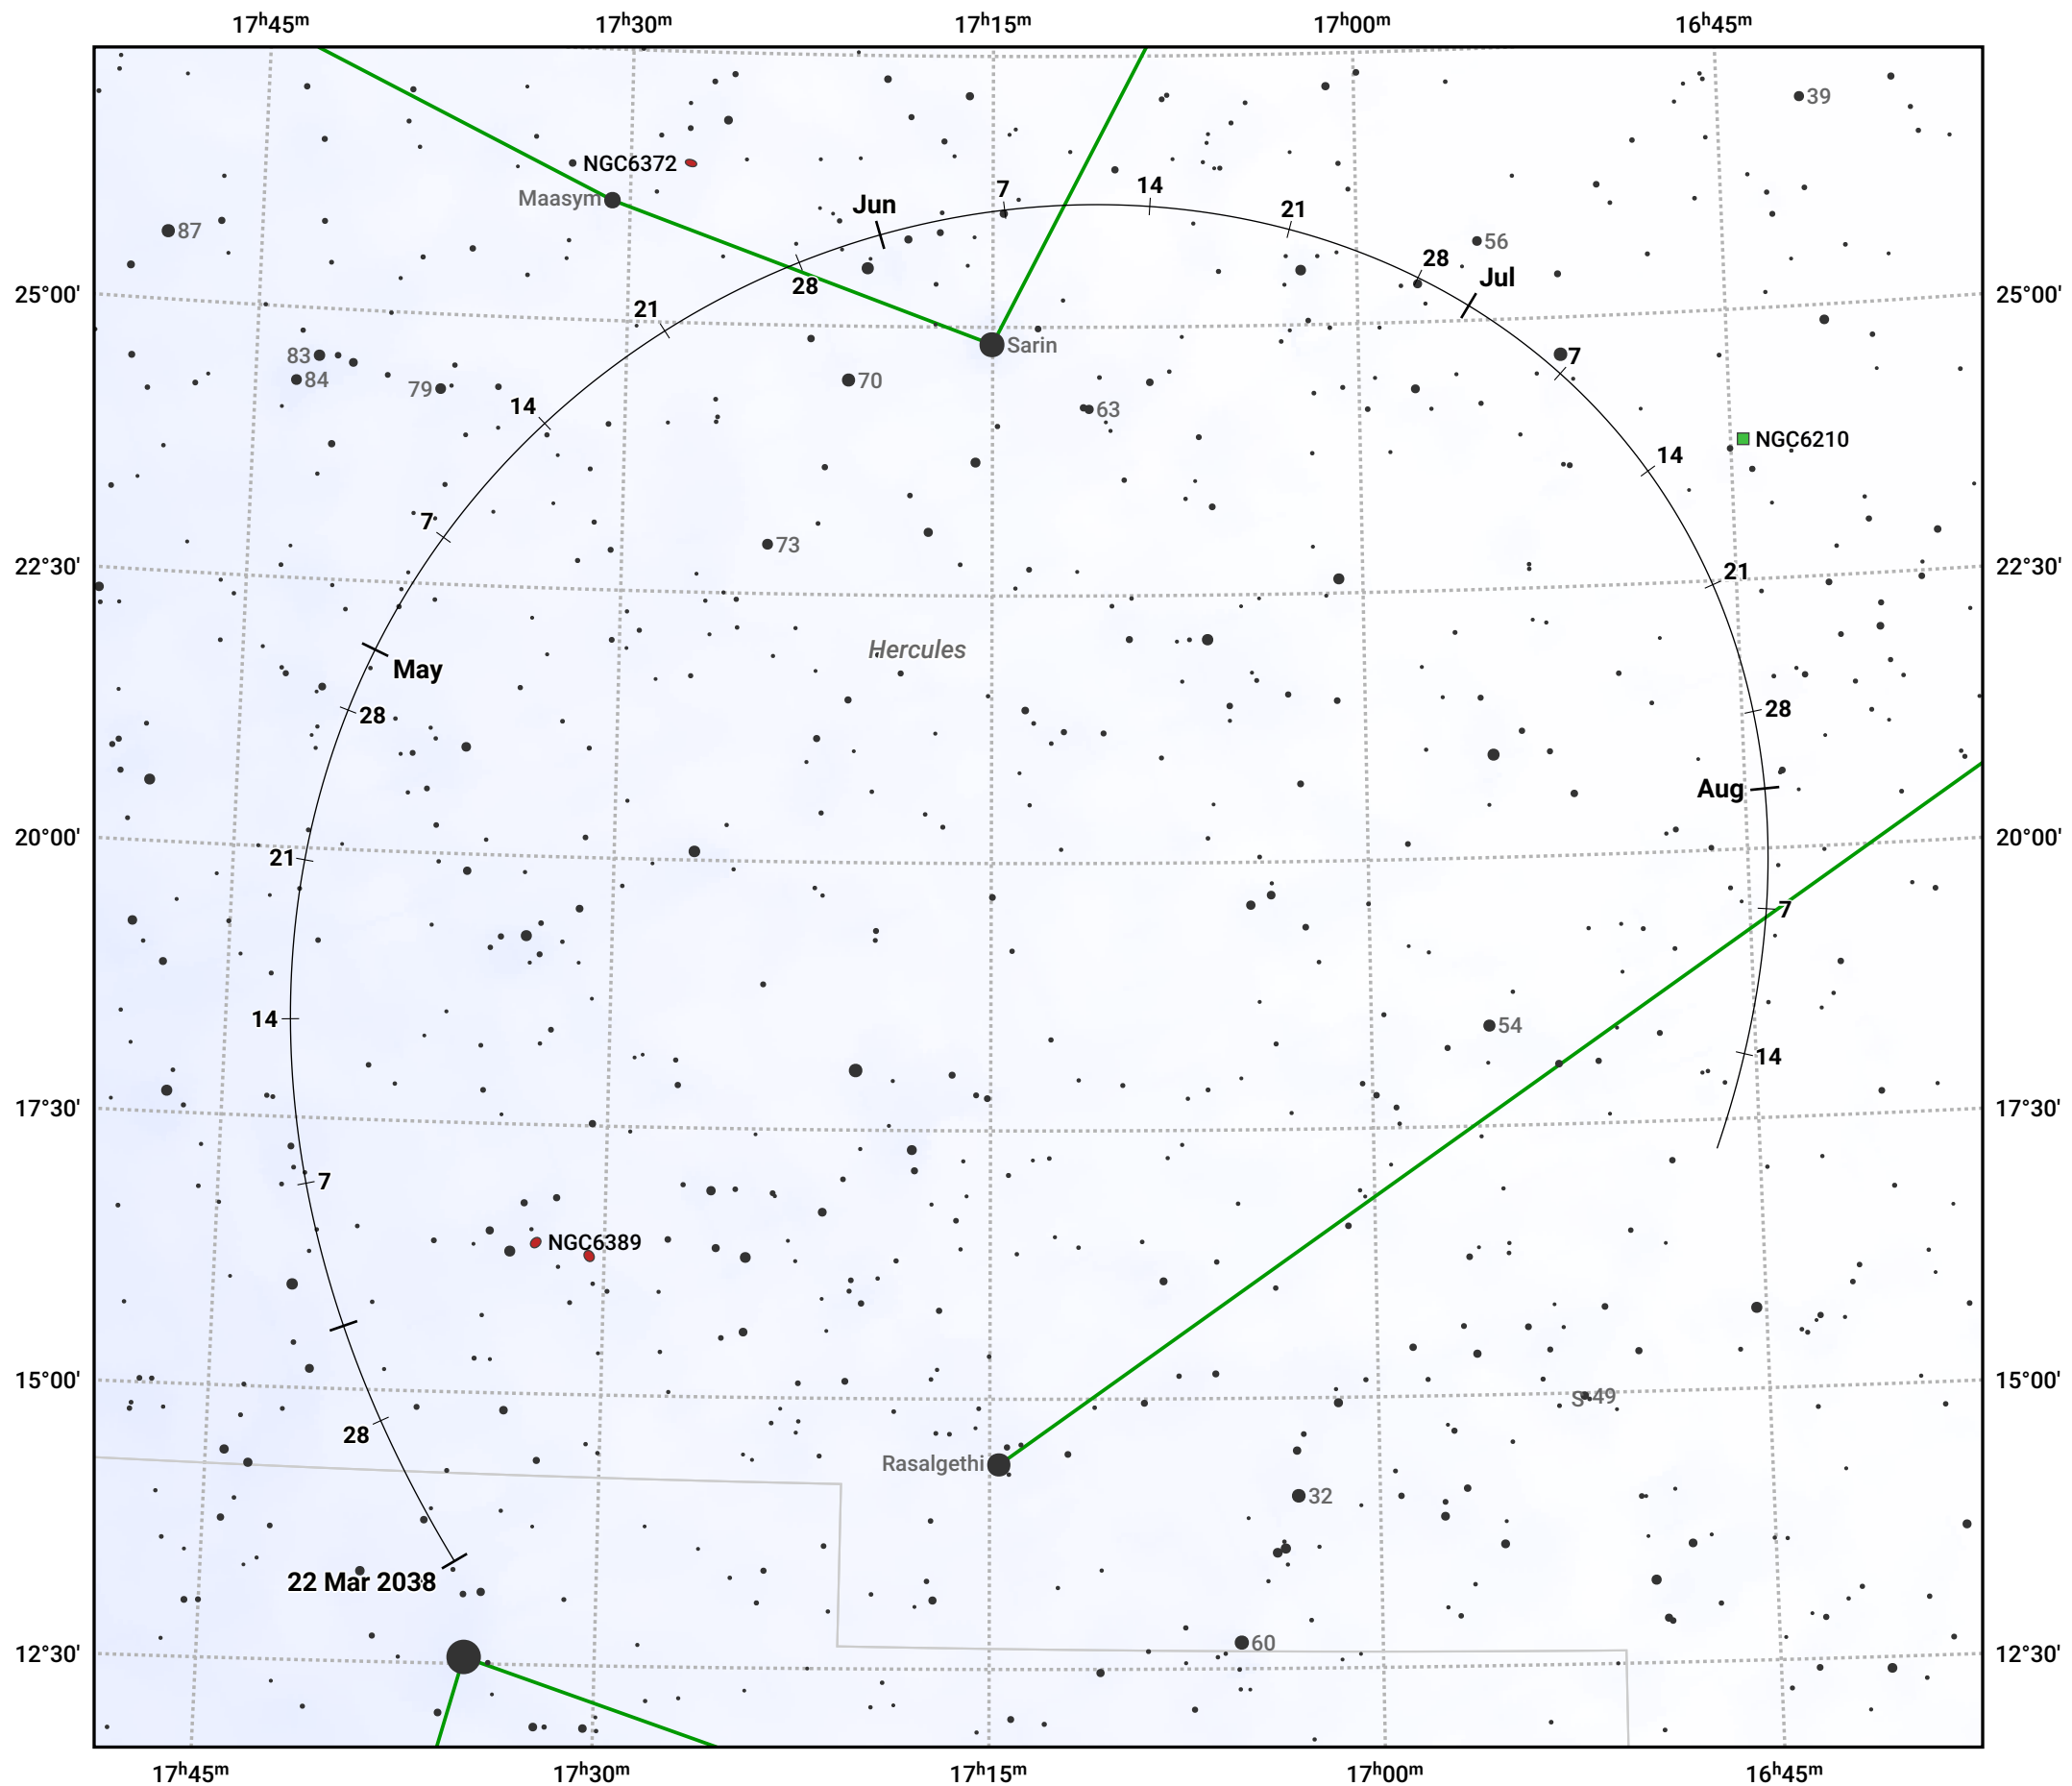 17ʰ45ᵐ 17ʰ30ᵐ 17ʰ15ᵐ 17ʰ00ᵐ 16ʰ45ᵐ
39
NGC6372
Maasym
7
14
Jun
21
87
56
28
Jul
28
25°00'
25°00'
21
Sarin
83
7
84
79
70
14
63
14
NGC6210
7
73
22°30'
22°30'
21
Hercules
May
28
28
Aug
20°00'
20°00'
21
7
14
54
14
17°30'
17°30'
7
NGC6389
15°00'
15°00'
S 49
28
Rasalgethi
32
22 Mar 2038
60
12°30'
12°30'
17ʰ45ᵐ 17ʰ30ᵐ 17ʰ15ᵐ 17ʰ00ᵐ 16ʰ45ᵐ